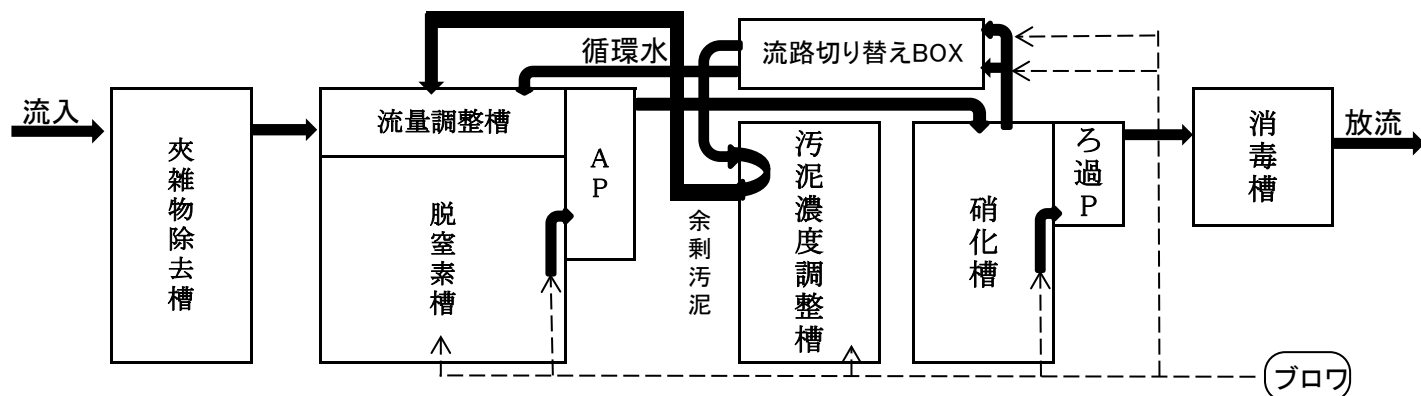 流入
夾雑物除去槽
流量調整槽
脱窒素槽
AP
循環水
流路切り替えBOX
余剰汚泥
汚泥濃度調整槽
硝化槽
ろ過P
消毒槽
放流
ブロワ